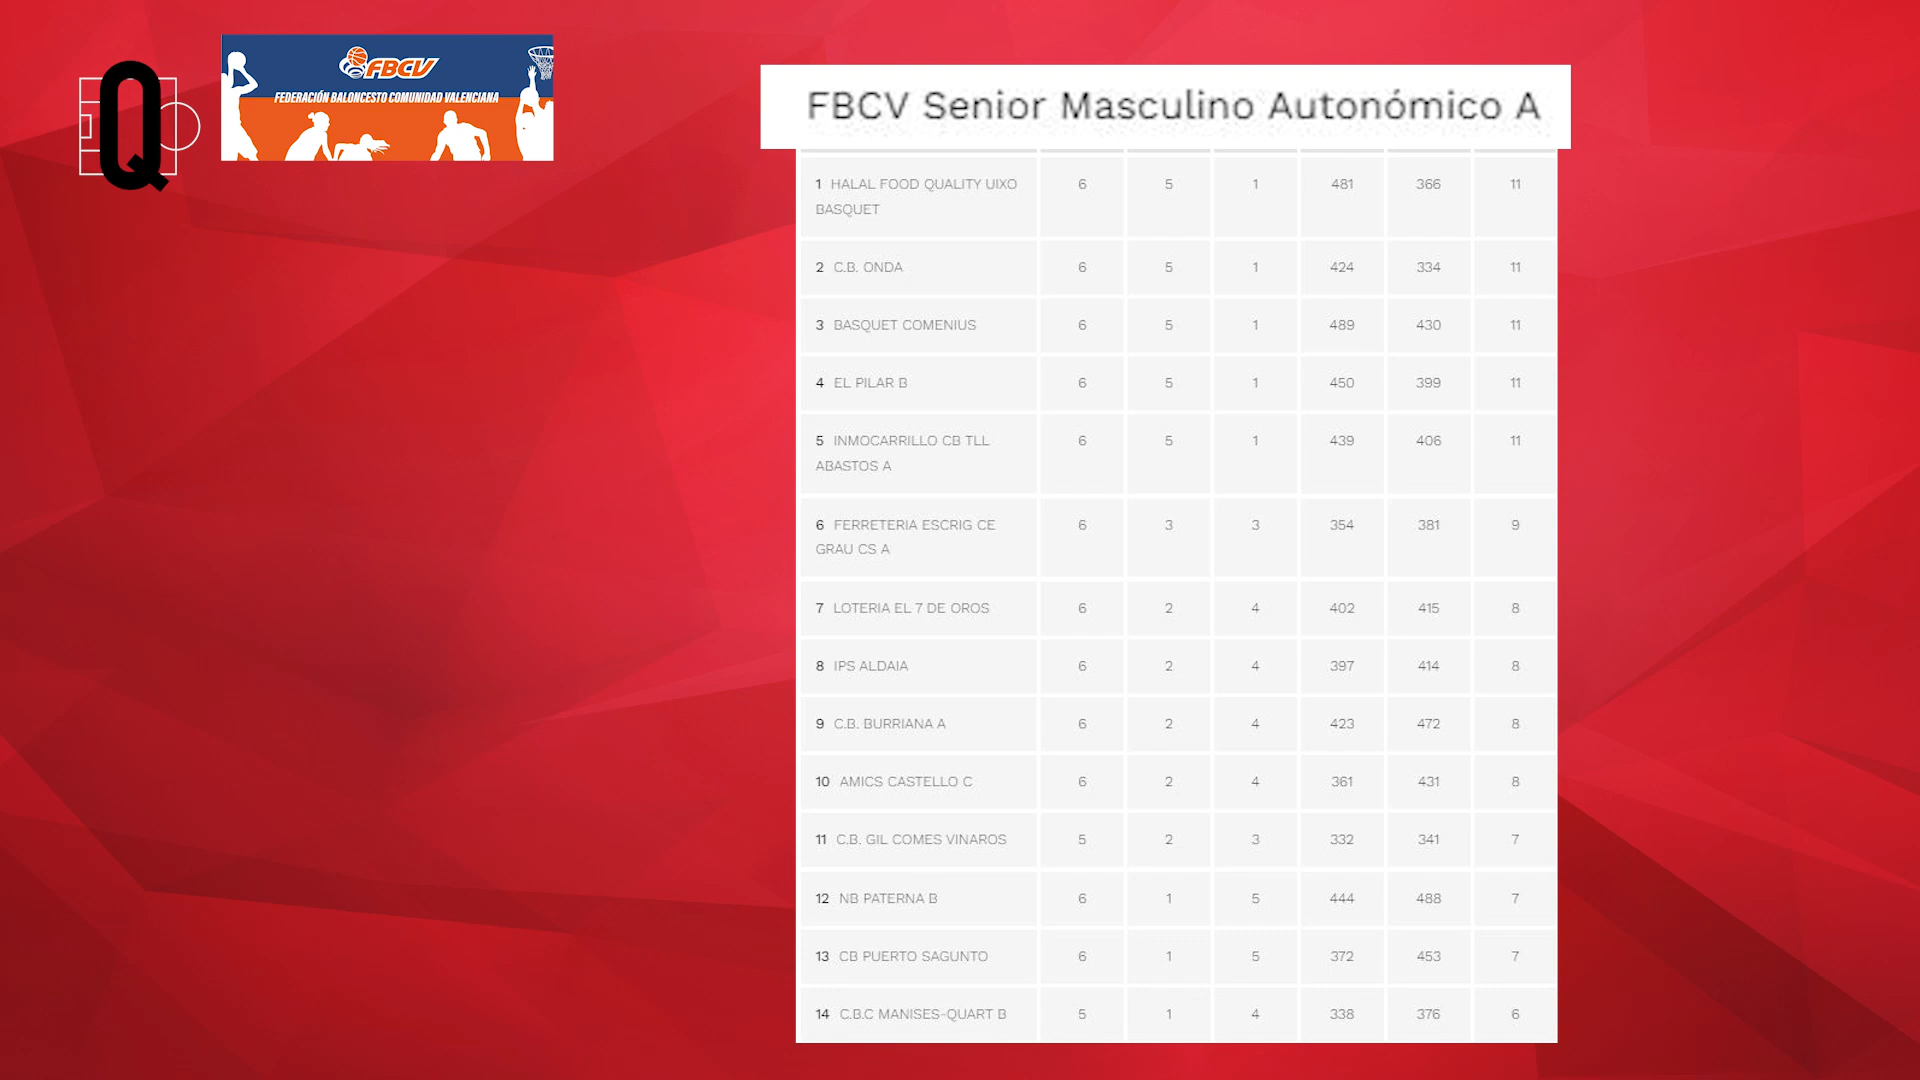 Q
FBCV
FEDERACIÓN BALONCESTO COMUNIDAD VALENCIANA
FBCV Senior Masculino Autonómico A
1 HALAL FOOD QUALITY UIXO BASQUET 6 5 1 481 366 11
2 C.B. ONDA 6 5 1 424 334 11
3 BASQUET COMENIUS 6 5 1 489 430 11
4 EL PILAR B 6 5 1 450 399 11
5 INMOCARRILLO CB TLL ABASTOS A 6 5 1 439 406 11
6 FERRETERIA ESCRIG CE GRAU CS A 6 3 3 354 381 9
7 LOTERIA EL 7 DE OROS 6 2 4 402 415 8
8 IPS ALDAIA 6 2 4 397 414 8
9 C.B. BURRIANA A 6 2 4 423 472 8
10 AMICS CASTELLO C 6 2 4 361 431 8
11 C.B. GIL COMES VINAROS 5 2 3 332 341 7
12 NB PATERNA B 6 1 5 444 488 7
13 CB PUERTO SAGUNTO 6 1 5 372 453 7
14 C.B.C MANISES-QUART B 5 1 4 338 376 6